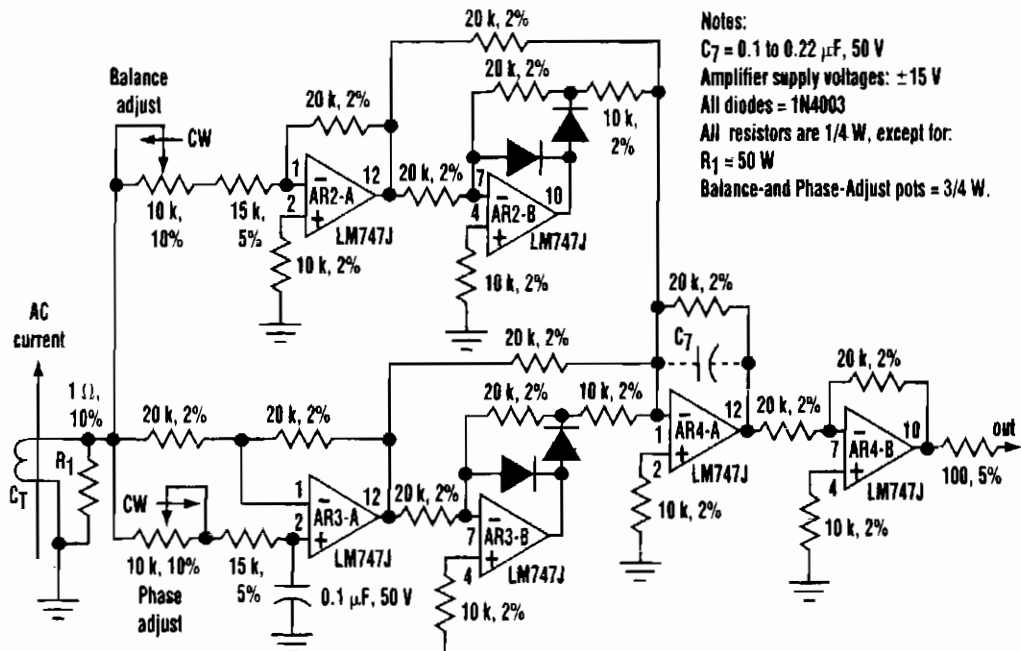 Notes:
C7 = 0.1 to 0.22 µF, 50 V
Amplifier supply voltages: ±15 V
All diodes = 1N4003
All resistors are 1/4 W, except for:
R1 = 50 W
Balance-and Phase-Adjust pots = 3/4 W.
20 k, 2%
20 k, 2%
Balance
adjust
CW
20 k, 2%
10 k,
2%
10 k,
10%
15 k,
5%
1
2
−
+
AR2-A
12
LM747J
20 k,
2%
7
4
−
+
AR2-B
10
LM747J
10 k, 2%
10 k, 2%
AC
current
1 Ω,
10%
R1
CT
20 k, 2%
20 k, 2%
20 k, 2%
20 k, 2%
10 k, 2%
CW
10 k, 10%
Phase
adjust
15 k,
5%
0.1 µF, 50 V
1
2
−
+
AR3-A
12
LM747J
20 k,
2%
7
4
−
+
AR3-B
LM747J
10 k, 2%
20 k, 2%
C7
1
2
−
+
AR4-A
12
LM747J
10 k,
2%
20 k,
2%
20 k,
2%
7
4
−
+
AR4-B
10
LM747J
10 k,
2%
out
100, 5%